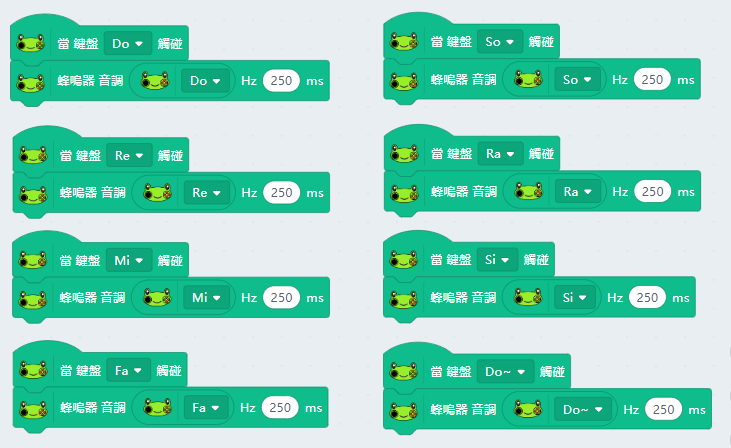 當 鍵盤 Do 觸碰
蜂鳴器 音調 Do Hz 250 ms
當 鍵盤 Re 觸碰
蜂鳴器 音調 Re Hz 250 ms
當 鍵盤 Mi 觸碰
蜂鳴器 音調 Mi Hz 250 ms
當 鍵盤 Fa 觸碰
蜂鳴器 音調 Fa Hz 250 ms
當 鍵盤 So 觸碰
蜂鳴器 音調 So Hz 250 ms
當 鍵盤 Ra 觸碰
蜂鳴器 音調 Ra Hz 250 ms
當 鍵盤 Si 觸碰
蜂鳴器 音調 Si Hz 250 ms
當 鍵盤 Do~ 觸碰
蜂鳴器 音調 Do~ Hz 250 ms